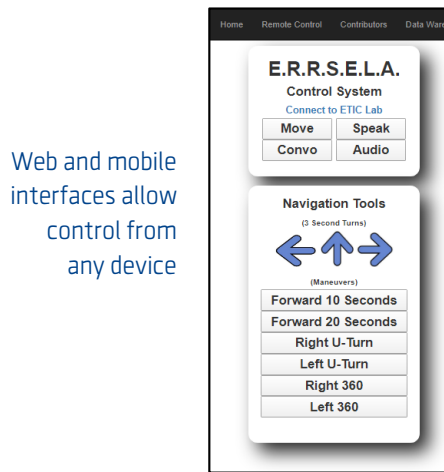 Home Remote Control Contributors Data Ware
E.R.R.S.E.L.A.
Control System
Connect to ETIC Lab
Move Speak
Convo Audio
Web and mobile
interfaces allow
control from
any device
Navigation Tools
(3 Second Turns)
(Maneuvers)
Forward 10 Seconds
Forward 20 Seconds
Right U-Turn
Left U-Turn
Right 360
Left 360